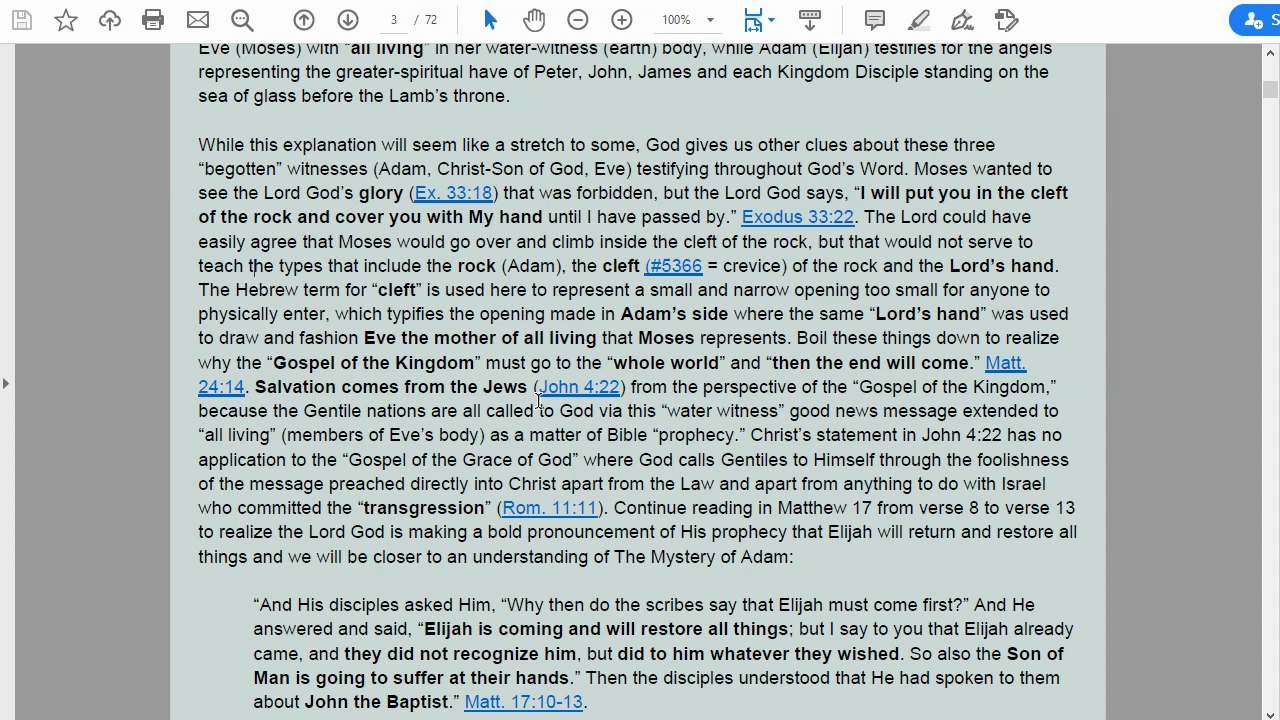 3 / 72
100%
S
Eve (Moses) with “all living” in her water-witness (earth) body, while Adam (Elijah) testifies for the angels
representing the greater-spiritual have of Peter, John, James and each Kingdom Disciple standing on the
sea of glass before the Lamb’s throne.
While this explanation will seem like a stretch to some, God gives us other clues about these three
“begotten” witnesses (Adam, Christ-Son of God, Eve) testifying throughout God’s Word. Moses wanted to
see the Lord God’s glory (Ex. 33:18) that was forbidden, but the Lord God says, “I will put you in the cleft
of the rock and cover you with My hand until I have passed by.” Exodus 33:22. The Lord could have
easily agree that Moses would go over and climb inside the cleft of the rock, but that would not serve to
teach the types that include the rock (Adam), the cleft (#5366 = crevice) of the rock and the Lord’s hand.
The Hebrew term for “cleft” is used here to represent a small and narrow opening too small for anyone to
physically enter, which typifies the opening made in Adam’s side where the same “Lord’s hand” was used
to draw and fashion Eve the mother of all living that Moses represents. Boil these things down to realize
why the “Gospel of the Kingdom” must go to the “whole world” and “then the end will come.” Matt.
24:14. Salvation comes from the Jews (John 4:22) from the perspective of the “Gospel of the Kingdom,”
because the Gentile nations are all called to God via this “water witness” good news message extended to
“all living” (members of Eve’s body) as a matter of Bible “prophecy.” Christ’s statement in John 4:22 has no
application to the “Gospel of the Grace of God” where God calls Gentiles to Himself through the foolishness
of the message preached directly into Christ apart from the Law and apart from anything to do with Israel
who committed the “transgression” (Rom. 11:11). Continue reading in Matthew 17 from verse 8 to verse 13
to realize the Lord God is making a bold pronouncement of His prophecy that Elijah will return and restore all
things and we will be closer to an understanding of The Mystery of Adam:
“And His disciples asked Him, “Why then do the scribes say that Elijah must come first?” And He
answered and said, “Elijah is coming and will restore all things; but I say to you that Elijah already
came, and they did not recognize him, but did to him whatever they wished. So also the Son of
Man is going to suffer at their hands.” Then the disciples understood that He had spoken to them
about John the Baptist.” Matt. 17:10-13.